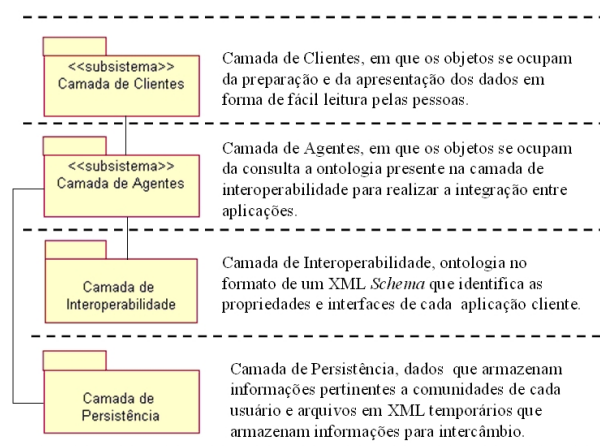 <<subsistema>>
Camada de Clientes
Camada de Clientes, em que os objetos se ocupam
da preparação e da apresentação dos dados em
forma de fácil leitura pelas pessoas.
<<subsistema>>
Camada de Agentes
Camada de Agentes, em que os objetos se ocupam
da consulta a ontologia presente na camada de
interoperabilidade para realizar a integração entre
aplicações.
Camada de
Interoperabilidade
Camada de Interoperabilidade, ontologia no
formato de um XML Schema que identifica as
propriedades e interfaces de cada aplicação cliente.
Camada de
Persistência
Camada de Persistência, dados que armazenam
informações pertinentes a comunidades de cada
usuário e arquivos em XML temporários que
armazenam informações para intercâmbio.